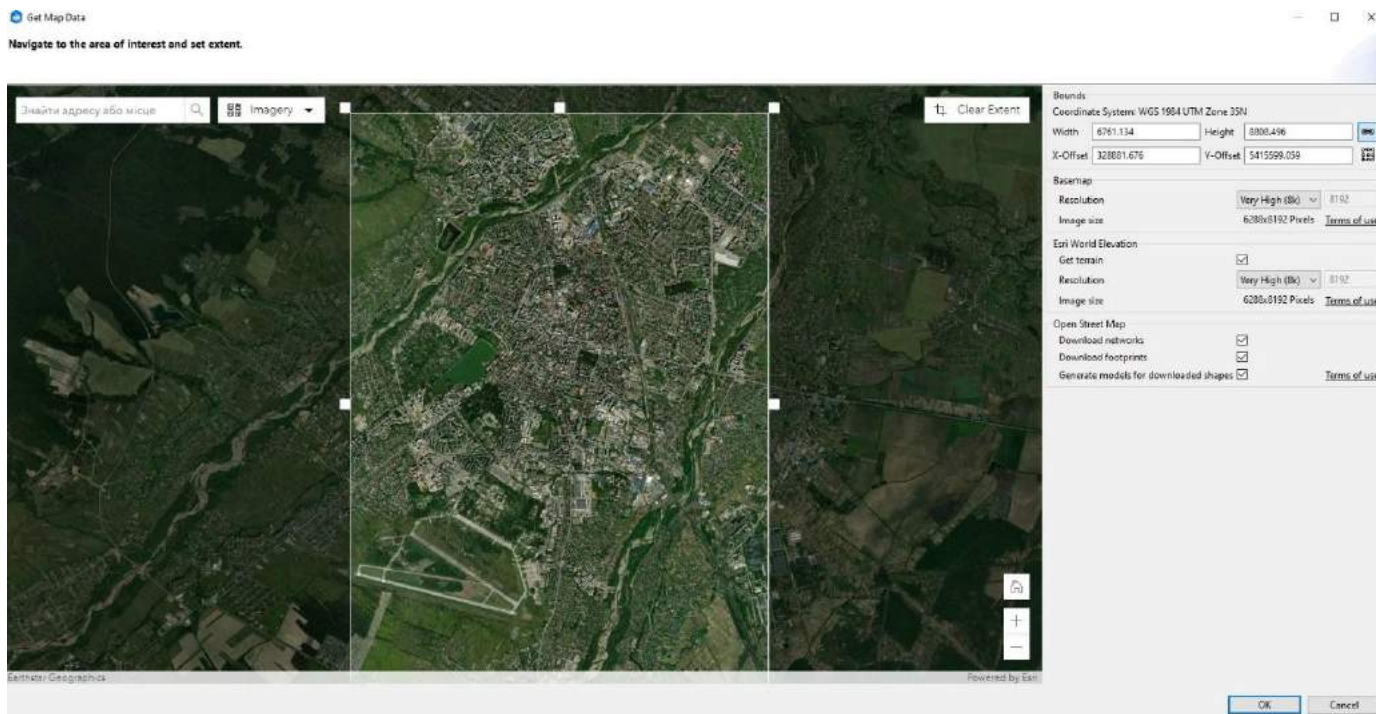 Get Map Data
Navigate to the area of interest and set extent.
Знайти адресу або місце
Imagery
Clear Extent
Earthstar Geographics
Powered by Esri
Bounds
Coordinate System: WGS 1984 UTM Zone 35N
Width 6761.134 Height 8808.496
X-Offset 328881.676 Y-Offset 5415599.059
Basemap
Resolution Very High (8k) 8192
Image size 6288x8192 Pixels Terms of use
Esri World Elevation
Get terrain
Resolution Very High (8k) 8192
Image size 6288x8192 Pixels Terms of use
Open Street Map
Download networks
Download footprints
Generate models for downloaded shapes Terms of use
OK Cancel